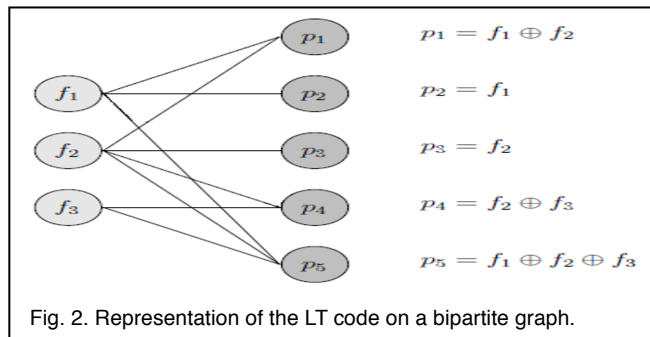 p₁ p₁ = f₁ ⊕ f₂
f₁ p₂ p₂ = f₁
f₂ p₃ p₃ = f₂
f₃ p₄ p₄ = f₂ ⊕ f₃
p₅ p₅ = f₁ ⊕ f₂ ⊕ f₃
Fig. 2. Representation of the LT code on a bipartite graph.